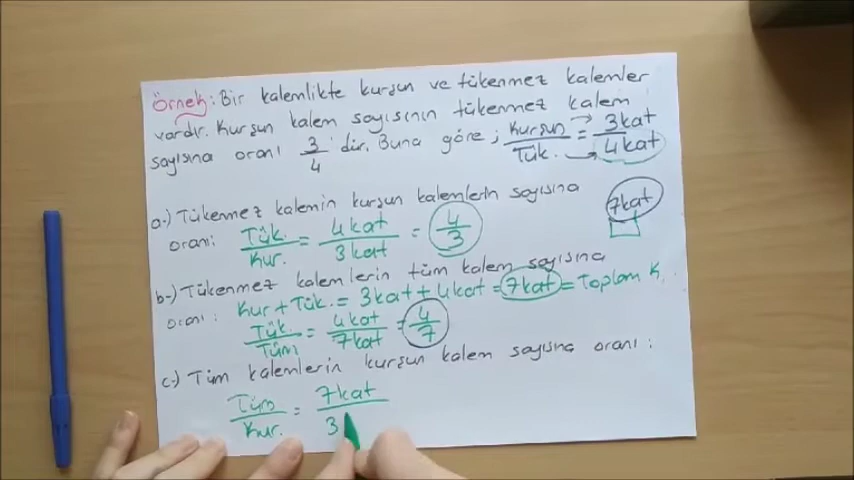 Örnek: Bir kalemlikte kurşun ve tükenmez kalemler
vardır. Kurşun kalem sayısının tükenmez kalem
sayısına oranı 3/4 'dür. Buna göre; Kurşun/Tük. = 3kat/4kat
a-) Tükenmez kalemin kurşun kalemlerin sayısına
7kat
oranı: Tük./Kur. = 4kat/3kat = 4/3
b-) Tükenmez kalemlerin tüm kalem sayısına
oranı: Kur + Tük. = 3kat + 4kat = 7kat = Toplam K.
Tük./Tüm = 4kat/7kat = 4/7
c-) Tüm kalemlerin kurşun kalem sayısına oranı:
Tüm/Kur. = 7kat/3